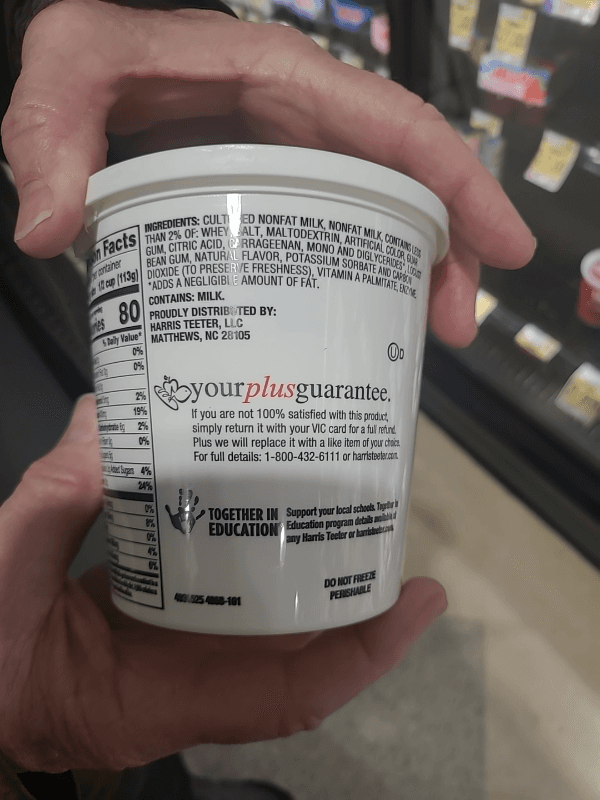 on Facts
container
1/2 cup (113g)
80
% Daily Value*
0%
0%
2%
19%
2%
0%
Added Sugars 4%
24%
0%
8%
0%
4%
6%
INGREDIENTS: CULT ED NONFAT MILK, NONFAT MILK, CONTAINS LESS
THAN 2% OF: WHEY, SALT, MALTODEXTRIN, ARTIFICIAL COLOR, GUAR
GUM, CITRIC ACID, CARRAGEENAN, MONO AND DIGLYCERIDES*, LOCUST
BEAN GUM, NATURAL FLAVOR, POTASSIUM SORBATE AND CARBON
DIOXIDE (TO PRESERVE FRESHNESS), VITAMIN A PALMITATE, ENZYME.
*ADDS A NEGLIGIBLE AMOUNT OF FAT.
CONTAINS: MILK.
PROUDLY DISTRIBUTED BY:
HARRIS TEETER, LLC
MATTHEWS, NC 28105
U D
yourplusguarantee.
If you are not 100% satisfied with this product,
simply return it with your VIC card for a full refund.
Plus we will replace it with a like item of your choice.
For full details: 1-800-432-6111 or harristeeter.com.
TOGETHER IN
EDUCATION
Support your local schools. Together in
Education program details available at
any Harris Teeter or harristeeter.com.
DO NOT FREEZE
PERISHABLE